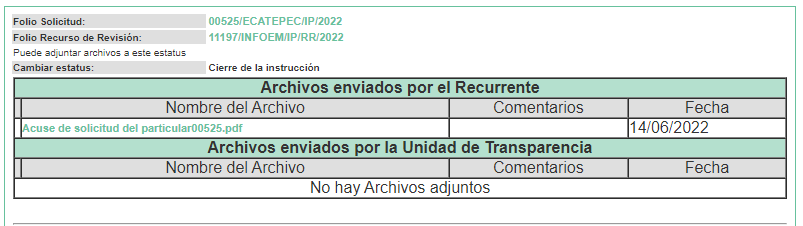 Folio Solicitud: 00525/ECATEPEC/IP/2022
Folio Recurso de Revisión: 11197/INFOEM/IP/RR/2022
Puede adjuntar archivos a este estatus
Cambiar estatus: Cierre de la instrucción
Archivos enviados por el Recurrente
Nombre del Archivo Comentarios Fecha
Acuse de solicitud del particular00525.pdf 14/06/2022
Archivos enviados por la Unidad de Transparencia
Nombre del Archivo Comentarios Fecha
No hay Archivos adjuntos